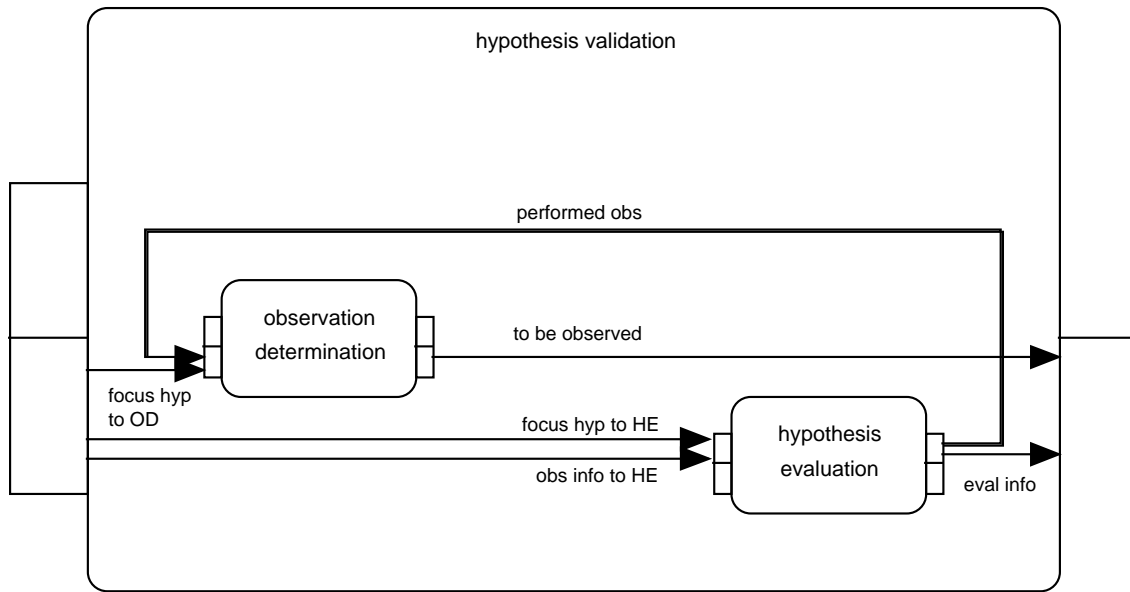 hypothesis validation
performed obs
observation
determination
to be observed
focus hyp
to OD
focus hyp to HE
hypothesis
evaluation
obs info to HE
eval info